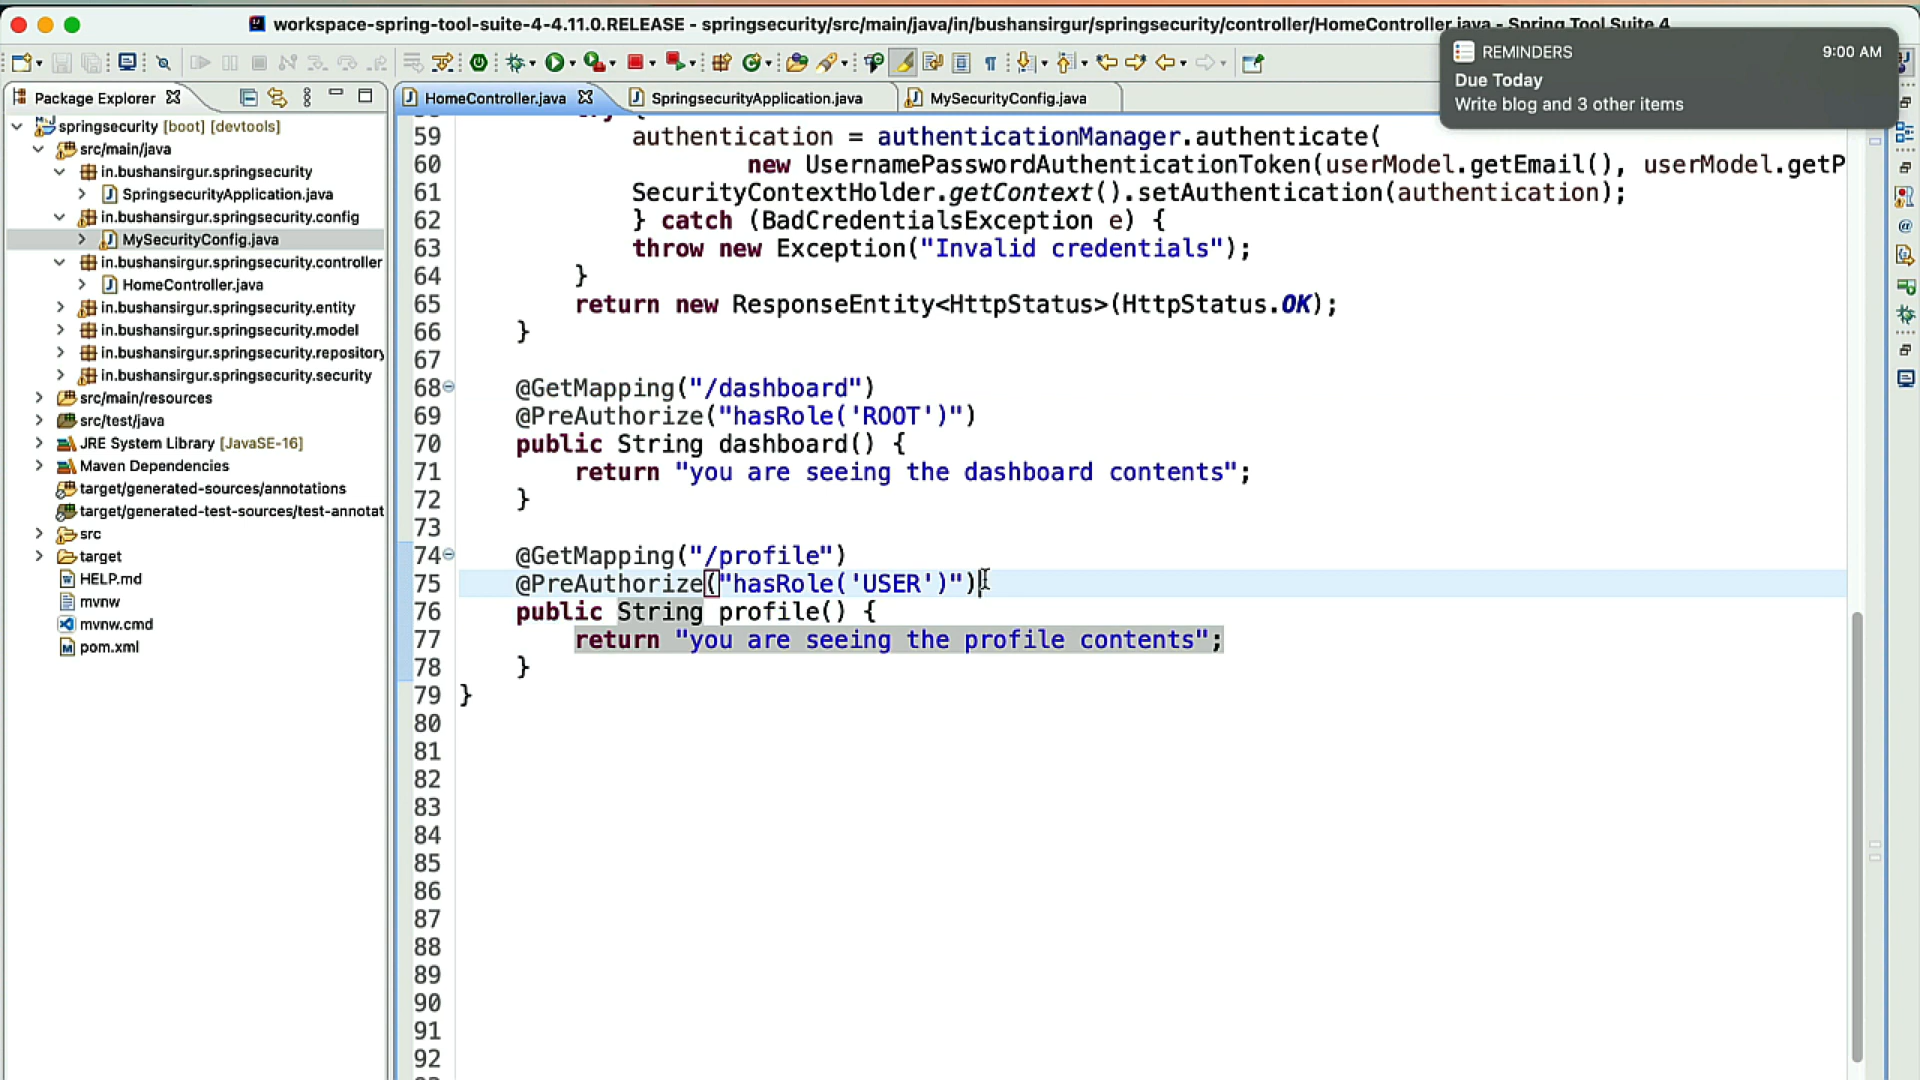 workspace-spring-tool-suite-4-4.11.0.RELEASE - springsecurity/src/main/java/in/bushansirgur/springsecurity/controller/HomeController.java - Spring Tool Suite 4
REMINDERS
9:00 AM
Due Today
Write blog and 3 other items
Package Explorer
HomeController.java
SpringsecurityApplication.java
MySecurityConfig.java
springsecurity [boot] [devtools]
src/main/java
in.bushansirgur.springsecurity
SpringsecurityApplication.java
in.bushansirgur.springsecurity.config
MySecurityConfig.java
in.bushansirgur.springsecurity.controller
HomeController.java
in.bushansirgur.springsecurity.entity
in.bushansirgur.springsecurity.model
in.bushansirgur.springsecurity.repository
in.bushansirgur.springsecurity.security
src/main/resources
src/test/java
JRE System Library [JavaSE-16]
Maven Dependencies
target/generated-sources/annotations
target/generated-test-sources/test-annotat
src
target
HELP.md
mvnw
mvnw.cmd
pom.xml
59 authentication = authenticationManager.authenticate(
60 new UsernamePasswordAuthenticationToken(userModel.getEmail(), userModel.getP
61 SecurityContextHolder.getContext().setAuthentication(authentication);
62 } catch (BadCredentialsException e) {
63 throw new Exception("Invalid credentials");
64 }
65 return new ResponseEntity<HttpStatus>(HttpStatus.OK);
66 }
67
68 @GetMapping("/dashboard")
69 @PreAuthorize("hasRole('ROOT')")
70 public String dashboard() {
71 return "you are seeing the dashboard contents";
72 }
73
74 @GetMapping("/profile")
75 @PreAuthorize("hasRole('USER')")
76 public String profile() {
77 return "you are seeing the profile contents";
78 }
79 }
80
81
82
83
84
85
86
87
88
89
90
91
92